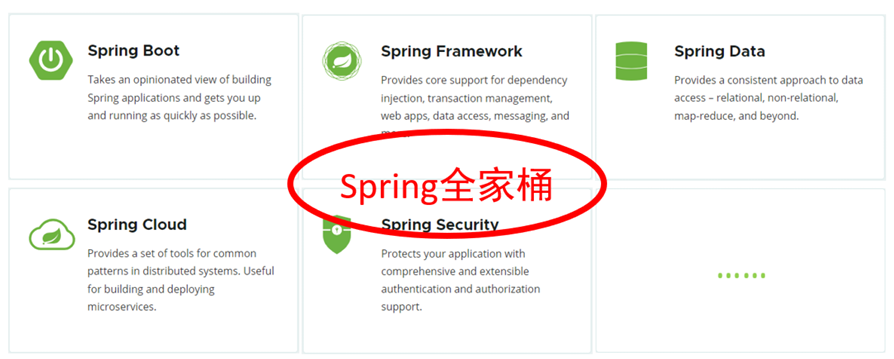 Spring Boot
Takes an opinionated view of building
Spring applications and gets you up
and running as quickly as possible.
Spring Framework
Provides core support for dependency
injection, transaction management,
web apps, data access, messaging, and
Spring Data
Provides a consistent approach to data
access – relational, non-relational,
map-reduce, and beyond.
Spring全家桶
Spring Cloud
Provides a set of tools for common
patterns in distributed systems. Useful
for building and deploying
microservices.
Spring Security
Protects your application with
comprehensive and extensible
authentication and authorization
support.
……